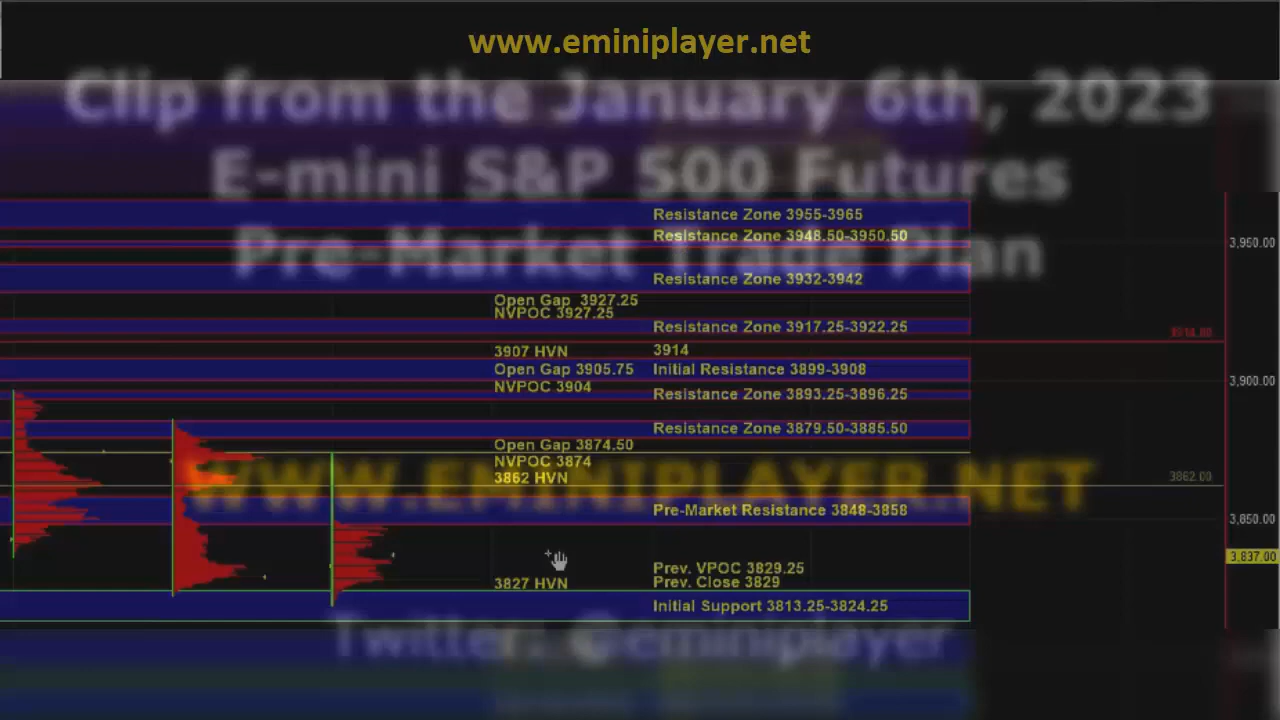 www.eminiplayer.net
Clip from the January 6th, 2023
E-mini S&P 500 Futures
Pre-Market Trade Plan
Resistance Zone 3955-3965
Resistance Zone 3948.50-3950.50
3,950.00
Resistance Zone 3932-3942
Open Gap 3927.25
NVPOC 3927.25
Resistance Zone 3917.25-3922.25
3914.00
3907 HVN
3914
Open Gap 3905.75
Initial Resistance 3899-3908
NVPOC 3904
3,900.00
Resistance Zone 3893.25-3896.25
Resistance Zone 3879.50-3885.50
Open Gap 3874.50
NVPOC 3874
3862 HVN
3862.00
WWW.EMINIPLAYER.NET
Pre-Market Resistance 3848-3858
3,850.00
3,837.00
Prev. VPOC 3829.25
3827 HVN
Prev. Close 3829
Initial Support 3813.25-3824.25
Twitter: @eminiplayer